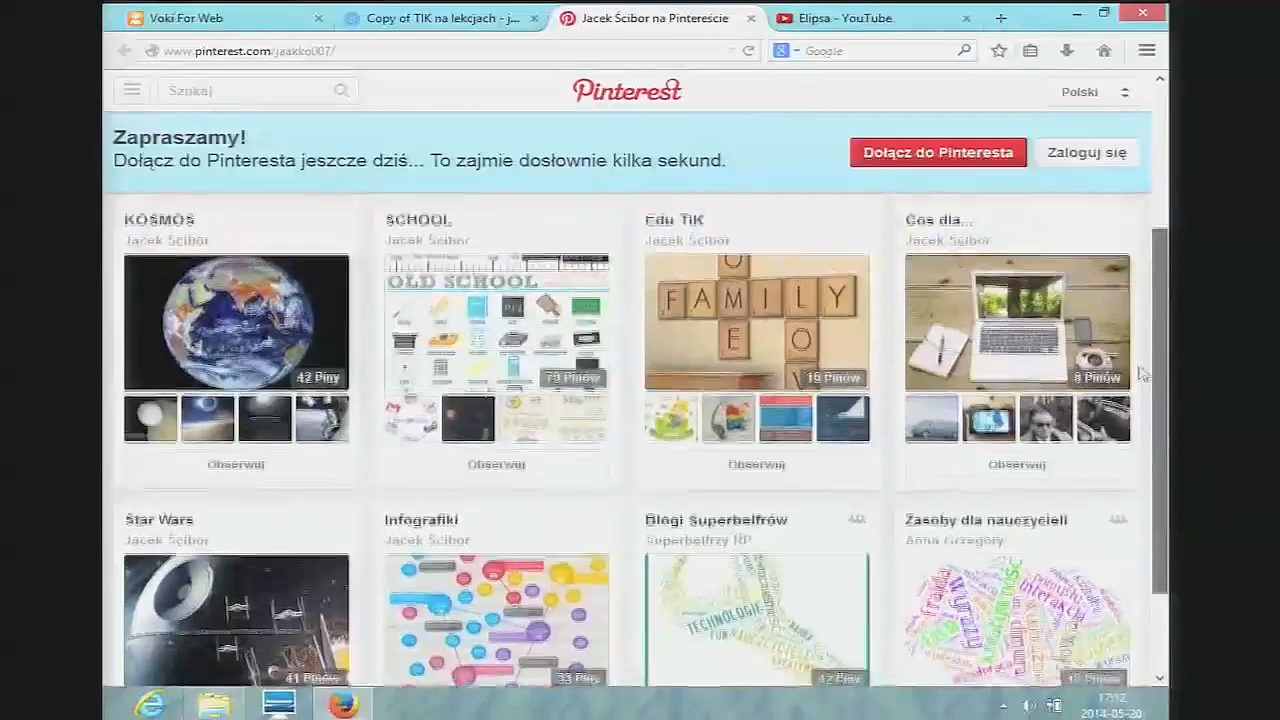 Voki For Web
Copy of TIK na lekcjach - j...
Jacek Ścibor na Pintereście
Elipsa - YouTube
www.pinterest.com/jaakko007/
Google
Szukaj
Pinterest
Polski
Zapraszamy!
Dołącz do Pinteresta jeszcze dziś... To zajmie dosłownie kilka sekund.
Dołącz do Pinteresta
Zaloguj się
KOSMOS
SCHOOL
Edu TIK
Cos dla...
Jacek Ścibor
Jacek Ścibor
Jacek Ścibor
Jacek Ścibor
OLD SCHOOL
FAMILY
42 Piny
79 Pinów
19 Pinów
8 Pinów
Obserwuj
Obserwuj
Obserwuj
Obserwuj
Star Wars
Infografiki
Blogi Superbelfrów
Zasoby dla nauczycieli
Jacek Ścibor
Jacek Ścibor
Superbelfrzy RP
Anna Grzegory
TECHNOLOGIE
41 Pinów
33 Piny
42 Piny
17:12
2014-05-20